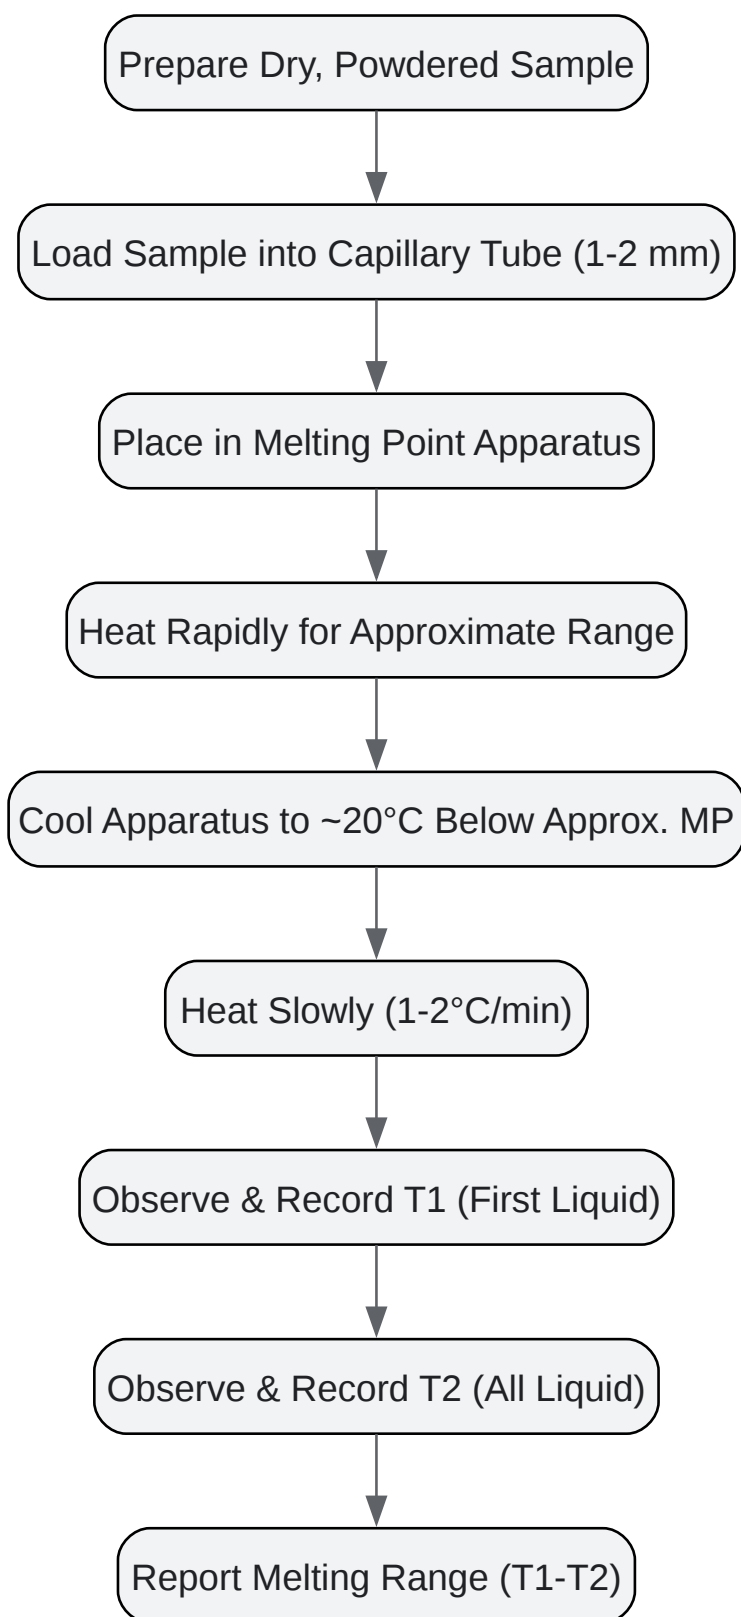 Prepare Dry, Powdered Sample
Load Sample into Capillary Tube (1-2 mm)
Place in Melting Point Apparatus
Heat Rapidly for Approximate Range
Cool Apparatus to ~20°C Below Approx. MP
Heat Slowly (1-2°C/min)
Observe & Record T1 (First Liquid)
Observe & Record T2 (All Liquid)
Report Melting Range (T1-T2)